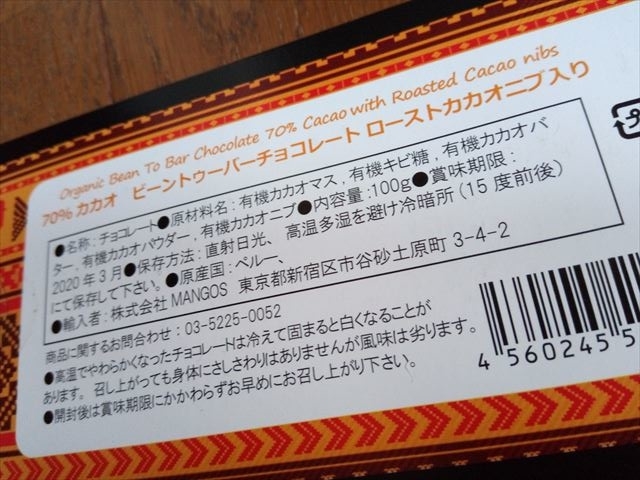 Organic Bean To Bar Chocolate 70% Cacao with Roasted Cacao nibs
70% カカオ ビーントゥーバーチョコレート ローストカカオニブ入り
●名称：チョコレート●原材料名：有機カカオマス，有機キビ糖，有機カカオバ
ター，有機カカオパウダー，有機カカオニブ●内容量：100g●賞味期限：
2020年3月●保存方法：直射日光、高温多湿を避け冷暗所（15度前後）
にて保存して下さい。●原産国：ペルー、
●輸入者：株式会社 MANGOS 東京都新宿区市谷砂土原町 3-4-2
商品に関するお問合わせ：03-5225-0052
●高温でやわらかくなったチョコレートは冷えて固まると白くなることが
あります。召し上がっても身体にさしさわりはありませんが風味は劣ります。
●開封後は賞味期限にかかわらずお早めにお召し上がり下さい。
4 560245 5